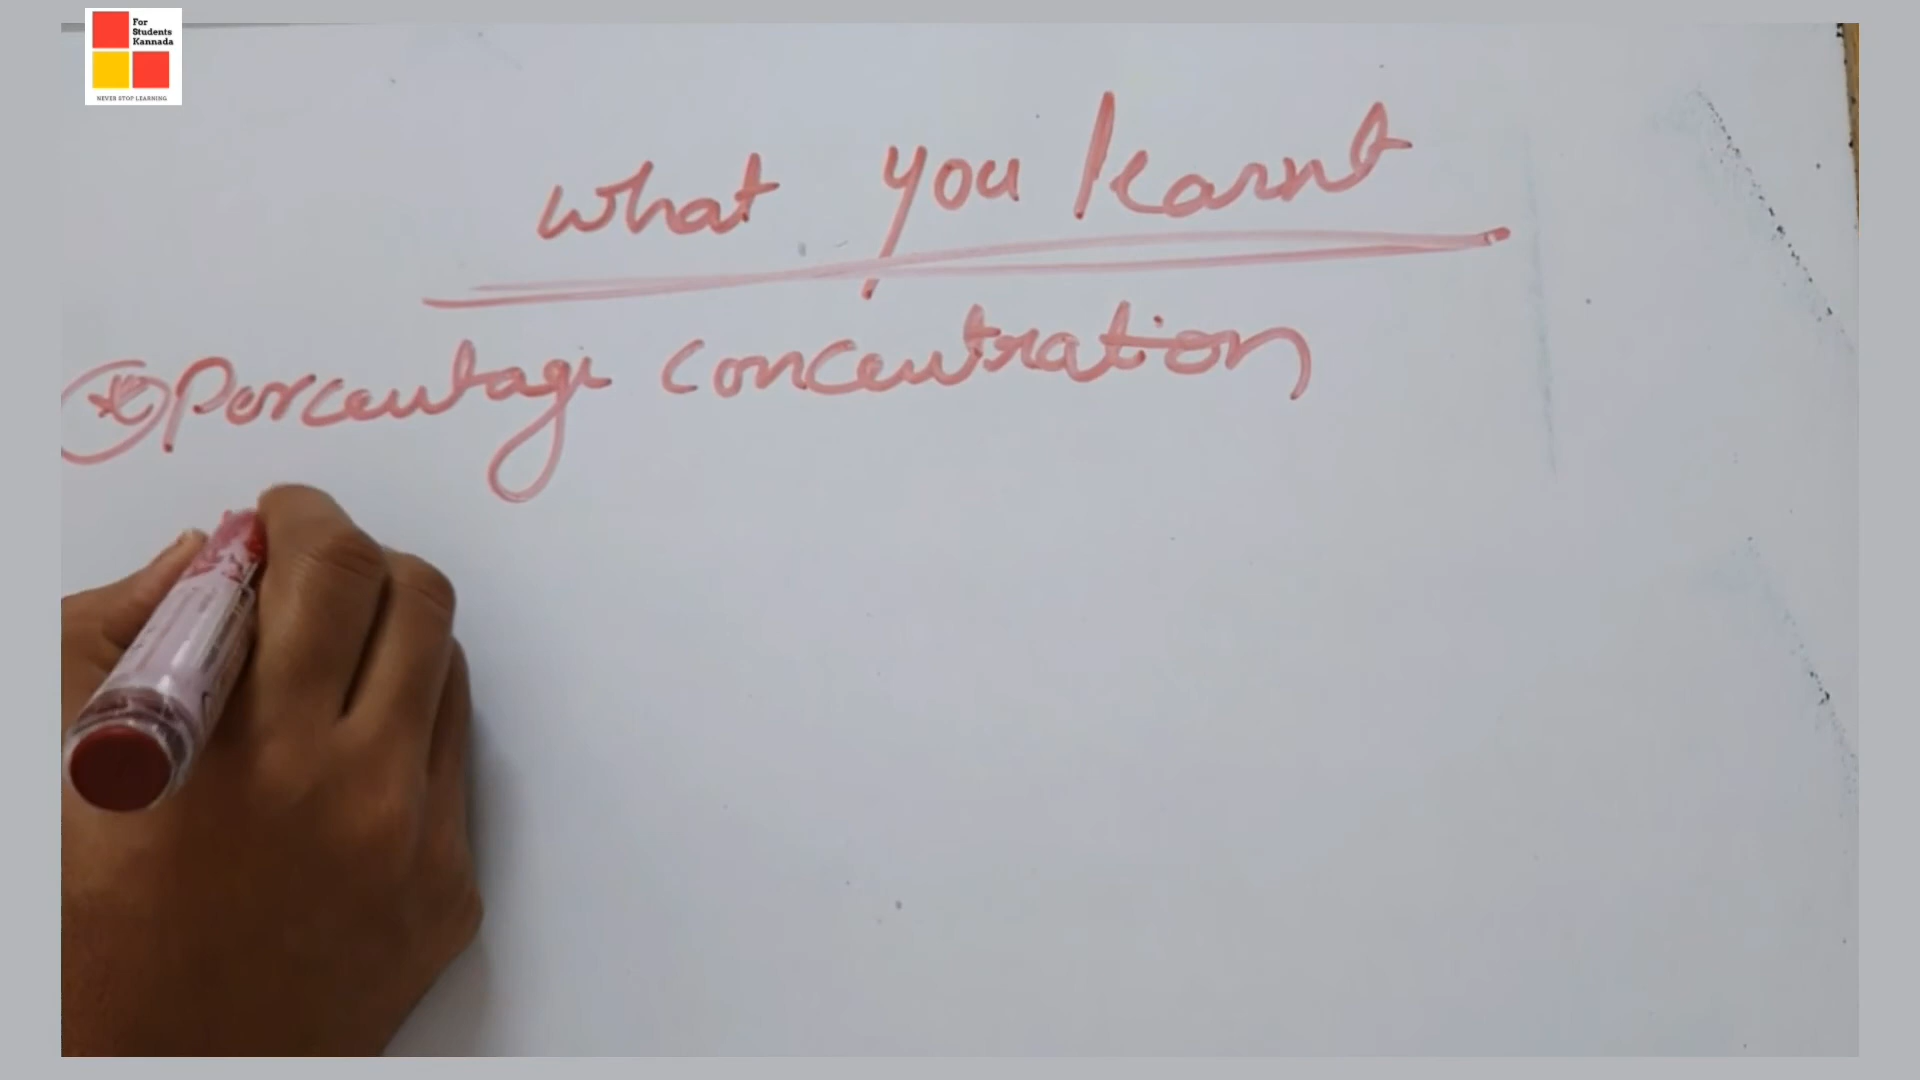 For
Students
Kannada
NEVER STOP LEARNING
what you learnt
Percentage concentration